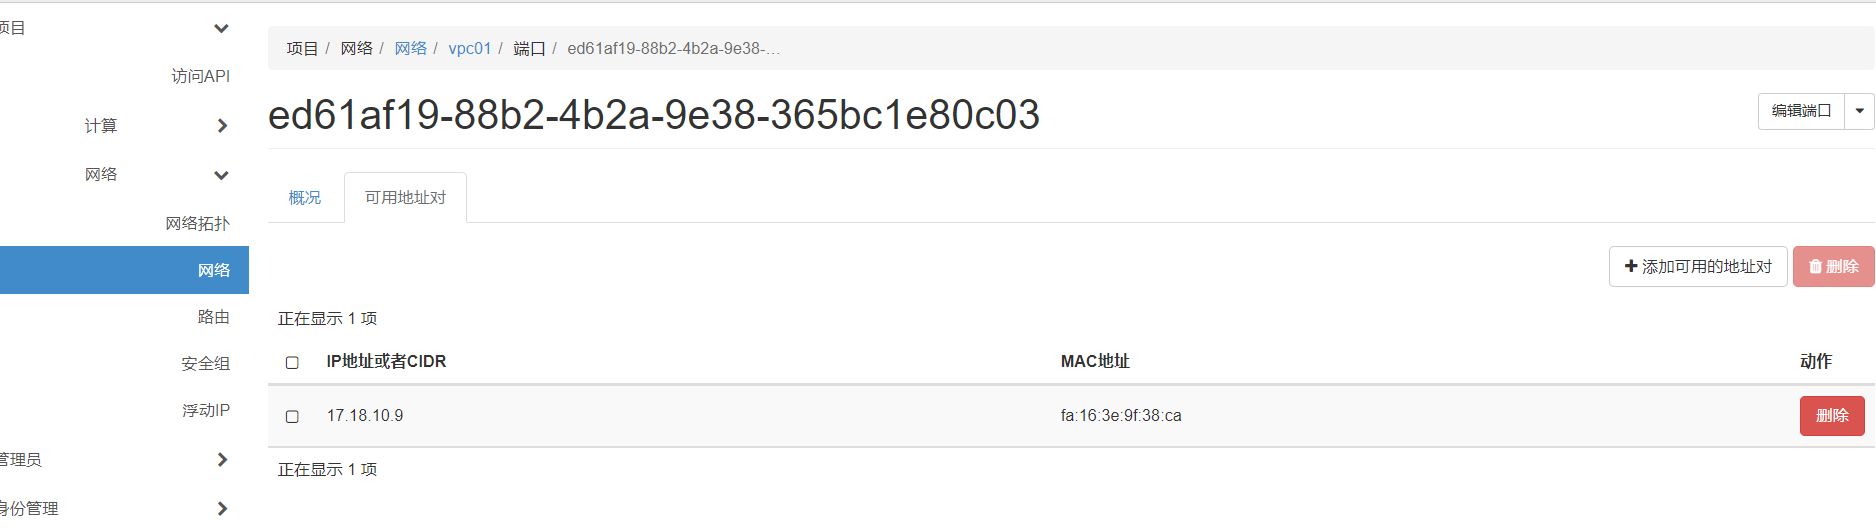 项目
访问API
计算
网络
网络拓扑
网络
路由
安全组
浮动IP
管理员
身份管理
项目 / 网络 / 网络 / vpc01 / 端口 / ed61af19-88b2-4b2a-9e38-...
ed61af19-88b2-4b2a-9e38-365bc1e80c03
编辑端口
概况 可用地址对
添加可用的地址对 删除
正在显示 1 项
IP地址或者CIDR MAC地址 动作
17.18.10.9 fa:16:3e:9f:38:ca 删除
正在显示 1 项